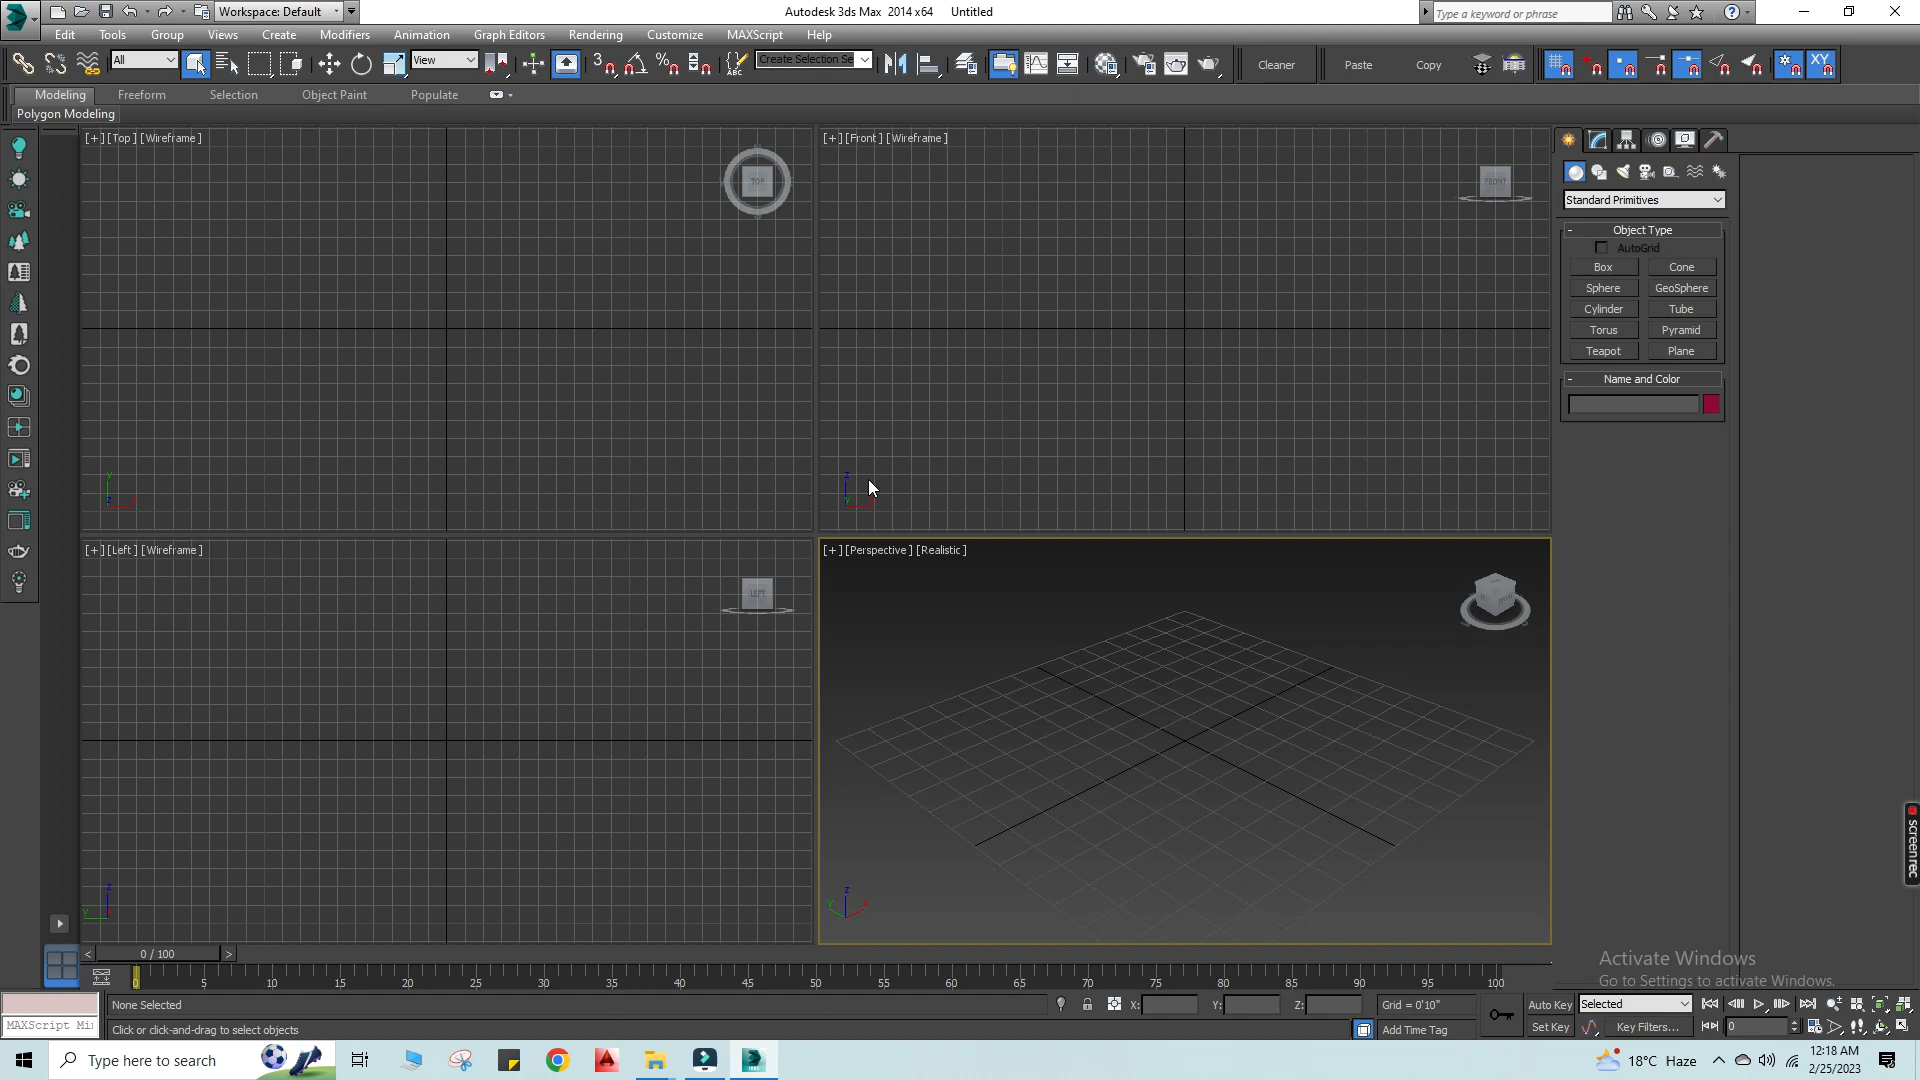 Workspace: Default
Autodesk 3ds Max 2014 x64 Untitled
Type a keyword or phrase
Edit Tools Group Views Create Modifiers Animation Graph Editors Rendering Customize MAXScript Help
All
View
3
Create Selection Se
Cleaner
Paste
Copy
XY
Modeling Freeform Selection Object Paint Populate
Polygon Modeling
[+] [Top] [Wireframe]
TOP
[+] [Front] [Wireframe]
FRONT
Standard Primitives
- Object Type
AutoGrid
Box Cone
Sphere GeoSphere
Cylinder Tube
Torus Pyramid
Teapot Plane
- Name and Color
y
z
z
y
[+] [Left] [Wireframe]
LEFT
[+] [Perspective] [Realistic]
z
y
z
y
x
screenrec
< 0 / 100 >
0 5 10 15 20 25 30 35 40 45 50 55 60 65 70 75 80 85 90 95 100
Activate Windows
Go to Settings to activate Windows.
None Selected
X: Y: Z: Grid = 0'10"
Auto Key Selected
MAXScript Mi
Click or click-and-drag to select objects
Add Time Tag
Set Key Key Filters... 0
Type here to search
18°C Haze
12:18 AM
2/25/2023